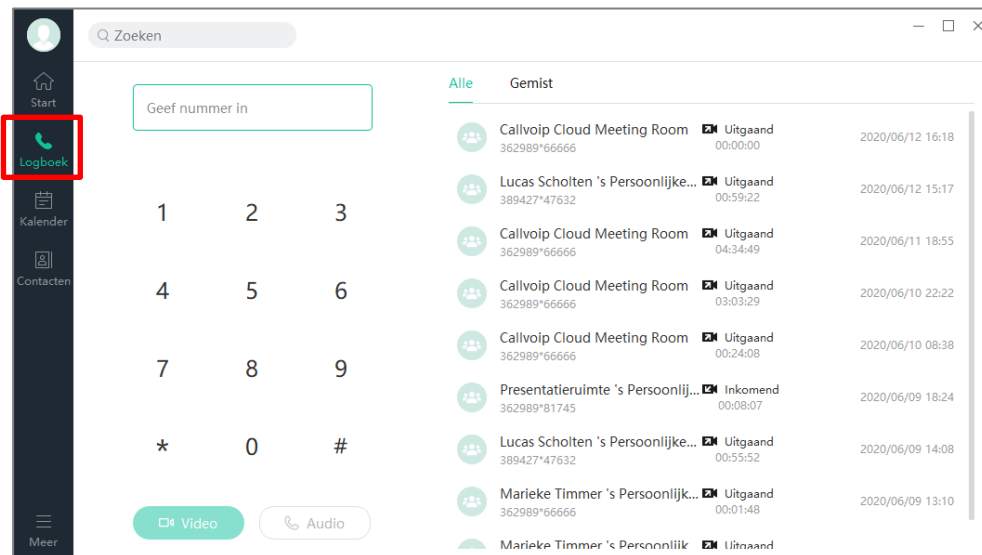 Zoeken
Start
Logboek
Kalender
Contacten
Meer
Geef nummer in
1 2 3
4 5 6
7 8 9
* 0 #
Video Audio
Alle Gemist
Callvoip Cloud Meeting Room Uitgaand
362989*66666 00:00:00 2020/06/12 16:18
Lucas Scholten 's Persoonlijke... Uitgaand
389427*47632 00:59:22 2020/06/12 15:17
Callvoip Cloud Meeting Room Uitgaand
362989*66666 04:34:49 2020/06/11 18:55
Callvoip Cloud Meeting Room Uitgaand
362989*66666 03:03:29 2020/06/10 22:22
Callvoip Cloud Meeting Room Uitgaand
362989*66666 00:24:08 2020/06/10 08:38
Presentatieruimte 's Persoonlij... Inkomend
362989*81745 00:08:07 2020/06/09 18:24
Lucas Scholten 's Persoonlijke... Uitgaand
389427*47632 00:55:52 2020/06/09 14:08
Marieke Timmer 's Persoonlijk... Uitgaand
362989*66666 00:01:48 2020/06/09 13:10
Marieke Timmer 's Persoonlijk... Uitgaand